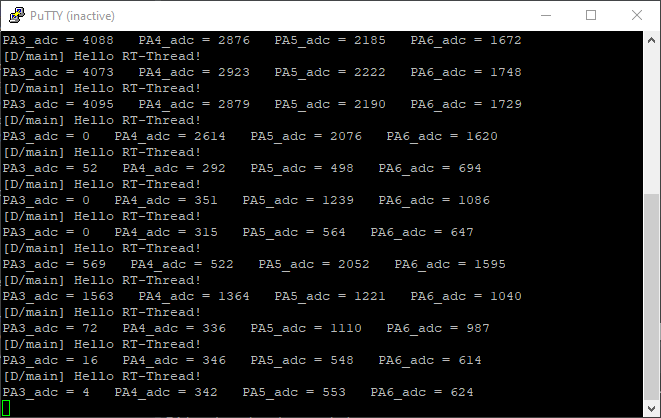 PuTTY (inactive)
PA3_adc = 4088   PA4_adc = 2876   PA5_adc = 2185   PA6_adc = 1672
[D/main] Hello RT-Thread!
PA3_adc = 4073   PA4_adc = 2923   PA5_adc = 2222   PA6_adc = 1748
[D/main] Hello RT-Thread!
PA3_adc = 4095   PA4_adc = 2879   PA5_adc = 2190   PA6_adc = 1729
[D/main] Hello RT-Thread!
PA3_adc = 0   PA4_adc = 2614   PA5_adc = 2076   PA6_adc = 1620
[D/main] Hello RT-Thread!
PA3_adc = 52   PA4_adc = 292   PA5_adc = 498   PA6_adc = 694
[D/main] Hello RT-Thread!
PA3_adc = 0   PA4_adc = 351   PA5_adc = 1239   PA6_adc = 1086
[D/main] Hello RT-Thread!
PA3_adc = 0   PA4_adc = 315   PA5_adc = 564   PA6_adc = 647
[D/main] Hello RT-Thread!
PA3_adc = 569   PA4_adc = 522   PA5_adc = 2052   PA6_adc = 1595
[D/main] Hello RT-Thread!
PA3_adc = 1563   PA4_adc = 1364   PA5_adc = 1221   PA6_adc = 1040
[D/main] Hello RT-Thread!
PA3_adc = 72   PA4_adc = 336   PA5_adc = 1110   PA6_adc = 987
[D/main] Hello RT-Thread!
PA3_adc = 16   PA4_adc = 346   PA5_adc = 548   PA6_adc = 614
[D/main] Hello RT-Thread!
PA3_adc = 4   PA4_adc = 342   PA5_adc = 553   PA6_adc = 624